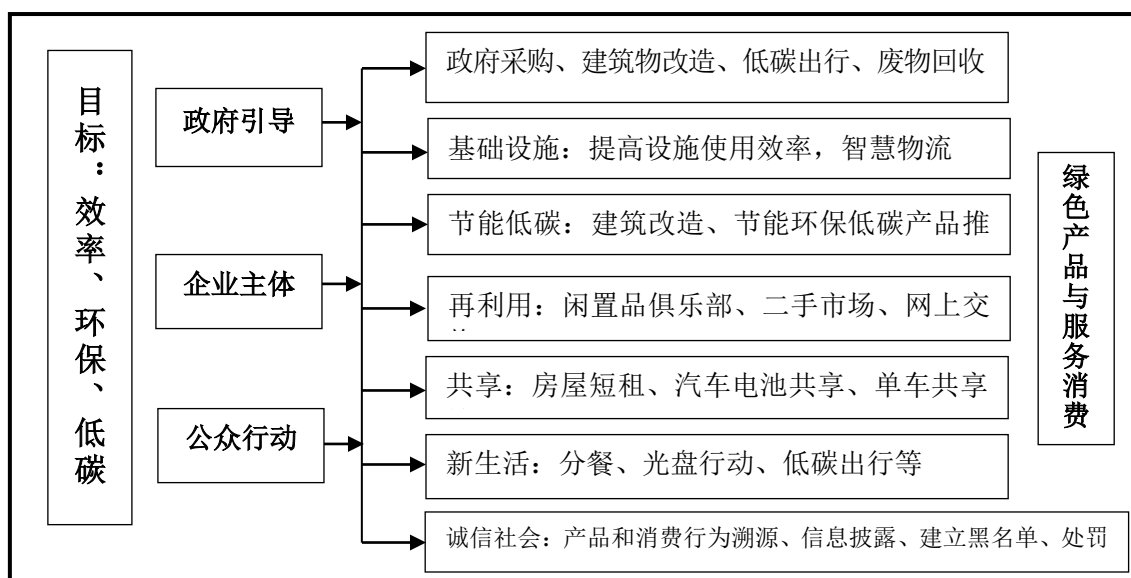 目标：效率、环保、低碳
政府引导
企业主体
公众行动
政府采购、建筑物改造、低碳出行、废物回收
基础设施：提高设施使用效率，智慧物流
节能低碳：建筑改造、节能环保低碳产品推
再利用：闲置品俱乐部、二手市场、网上交
共享：房屋短租、汽车电池共享、单车共享
新生活：分餐、光盘行动、低碳出行等
诚信社会：产品和消费行为溯源、信息披露、建立黑名单、处罚
绿色产品与服务消费